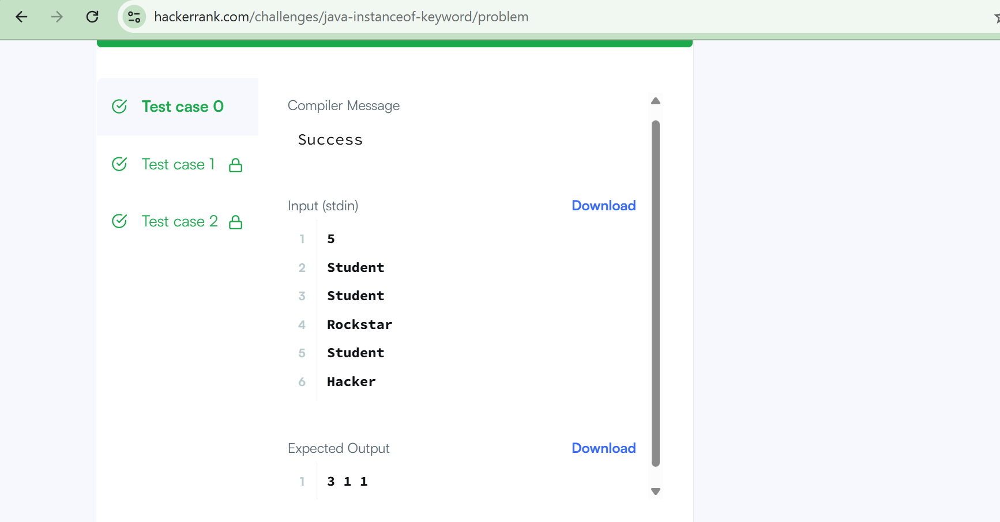 hackerrank.com/challenges/java-instanceof-keyword/problem
Test case 0
Test case 1
Test case 2
Compiler Message
Success
Input (stdin)
Download
1 5
2 Student
3 Student
4 Rockstar
5 Student
6 Hacker
Expected Output
Download
1 3 1 1